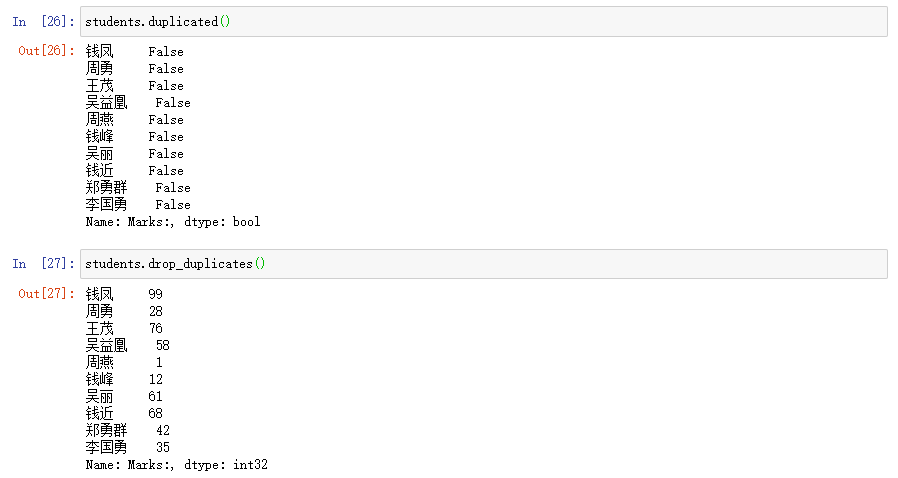 In [26]: students.duplicated()
Out[26]: 钱凤 False
周勇 False
王茂 False
吴益凰 False
周燕 False
钱峰 False
吴丽 False
钱近 False
郑勇群 False
李国勇 False
Name: Marks:, dtype: bool
In [27]: students.drop_duplicates()
Out[27]: 钱凤 99
周勇 28
王茂 76
吴益凰 58
周燕 1
钱峰 12
吴丽 61
钱近 68
郑勇群 42
李国勇 35
Name: Marks:, dtype: int32